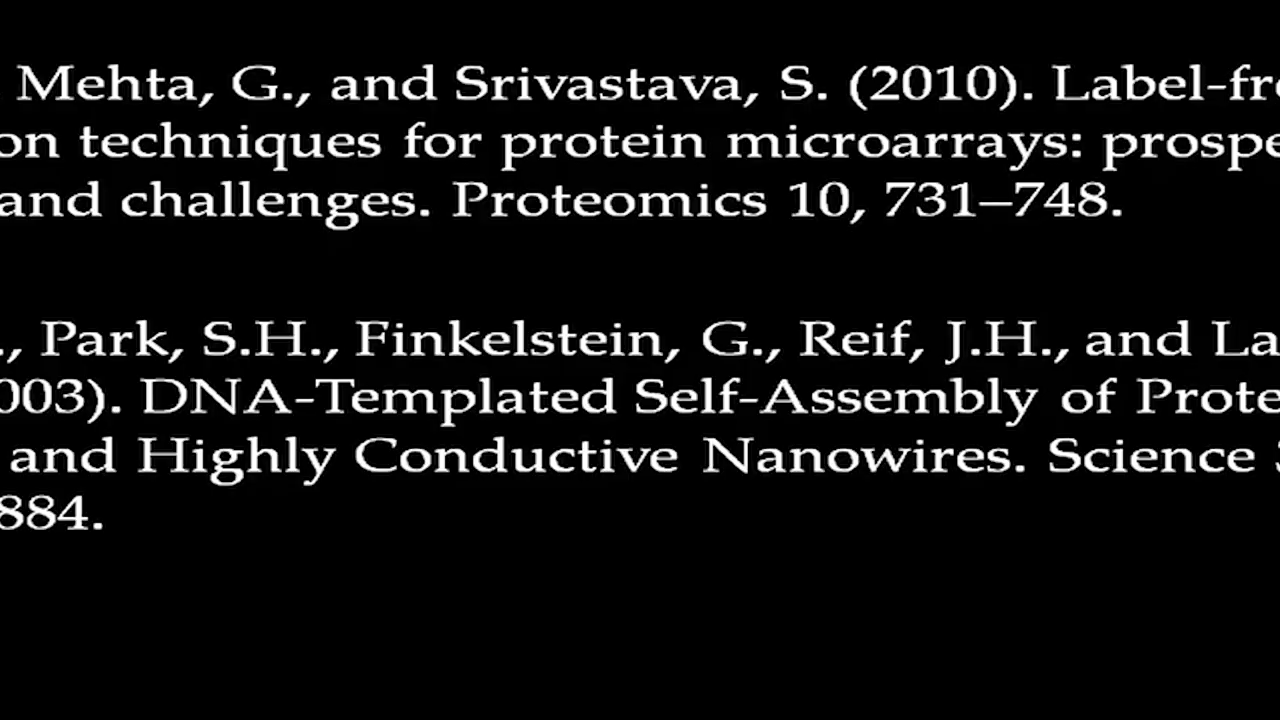 Mehta, G., and Srivastava, S. (2010). Label-fr
on techniques for protein microarrays: prospe
and challenges. Proteomics 10, 731–748.
., Park, S.H., Finkelstein, G., Reif, J.H., and La
003). DNA-Templated Self-Assembly of Prote
and Highly Conductive Nanowires. Science
884.